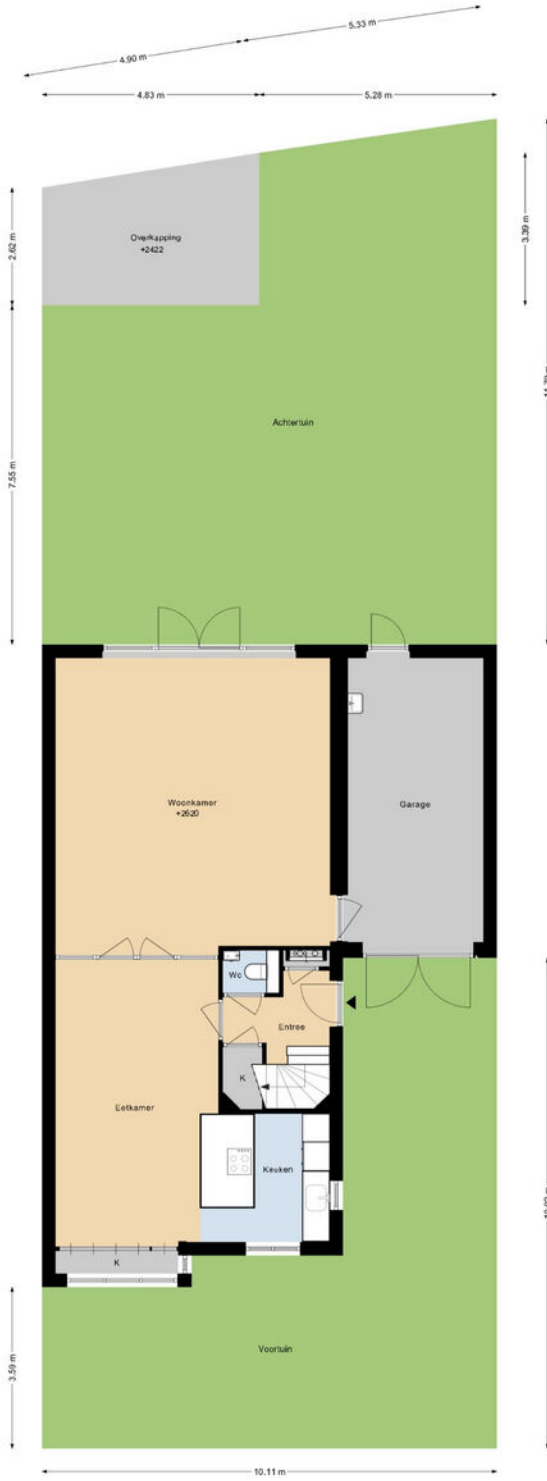 5.33 m
4.90 m
4.83 m
5.28 m
Overkapping
+2422
2.62 m
3.39 m
Achtertuin
7.55 m
Woonkamer
+2620
Garage
Wc
Entree
K
Eetkamer
Keuken
K
Voortuin
3.59 m
10.11 m